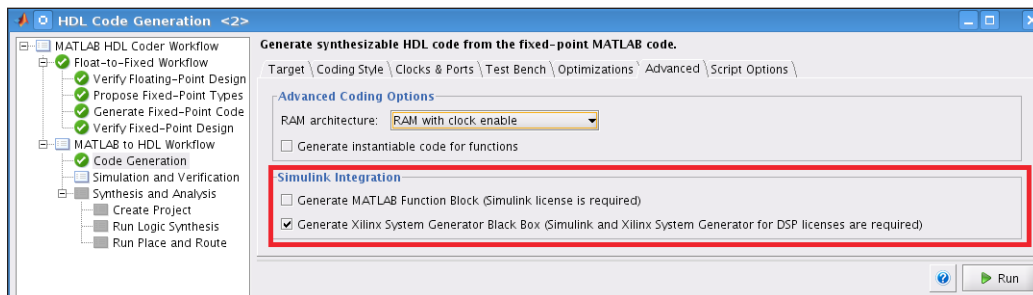 HDL Code Generation <2>
MATLAB HDL Coder Workflow
Float-to-Fixed Workflow
Verify Floating-Point Design
Propose Fixed-Point Types
Generate Fixed-Point Code
Verify Fixed-Point Design
MATLAB to HDL Workflow
Code Generation
Simulation and Verification
Synthesis and Analysis
Create Project
Run Logic Synthesis
Run Place and Route
Generate synthesizable HDL code from the fixed-point MATLAB code.
Target Coding Style Clocks & Ports Test Bench Optimizations Advanced Script Options
Advanced Coding Options
RAM architecture: RAM with clock enable
Generate instantiable code for functions
Simulink Integration
Generate MATLAB Function Block (Simulink license is required)
Generate Xilinx System Generator Black Box (Simulink and Xilinx System Generator for DSP licenses are required)
? Run